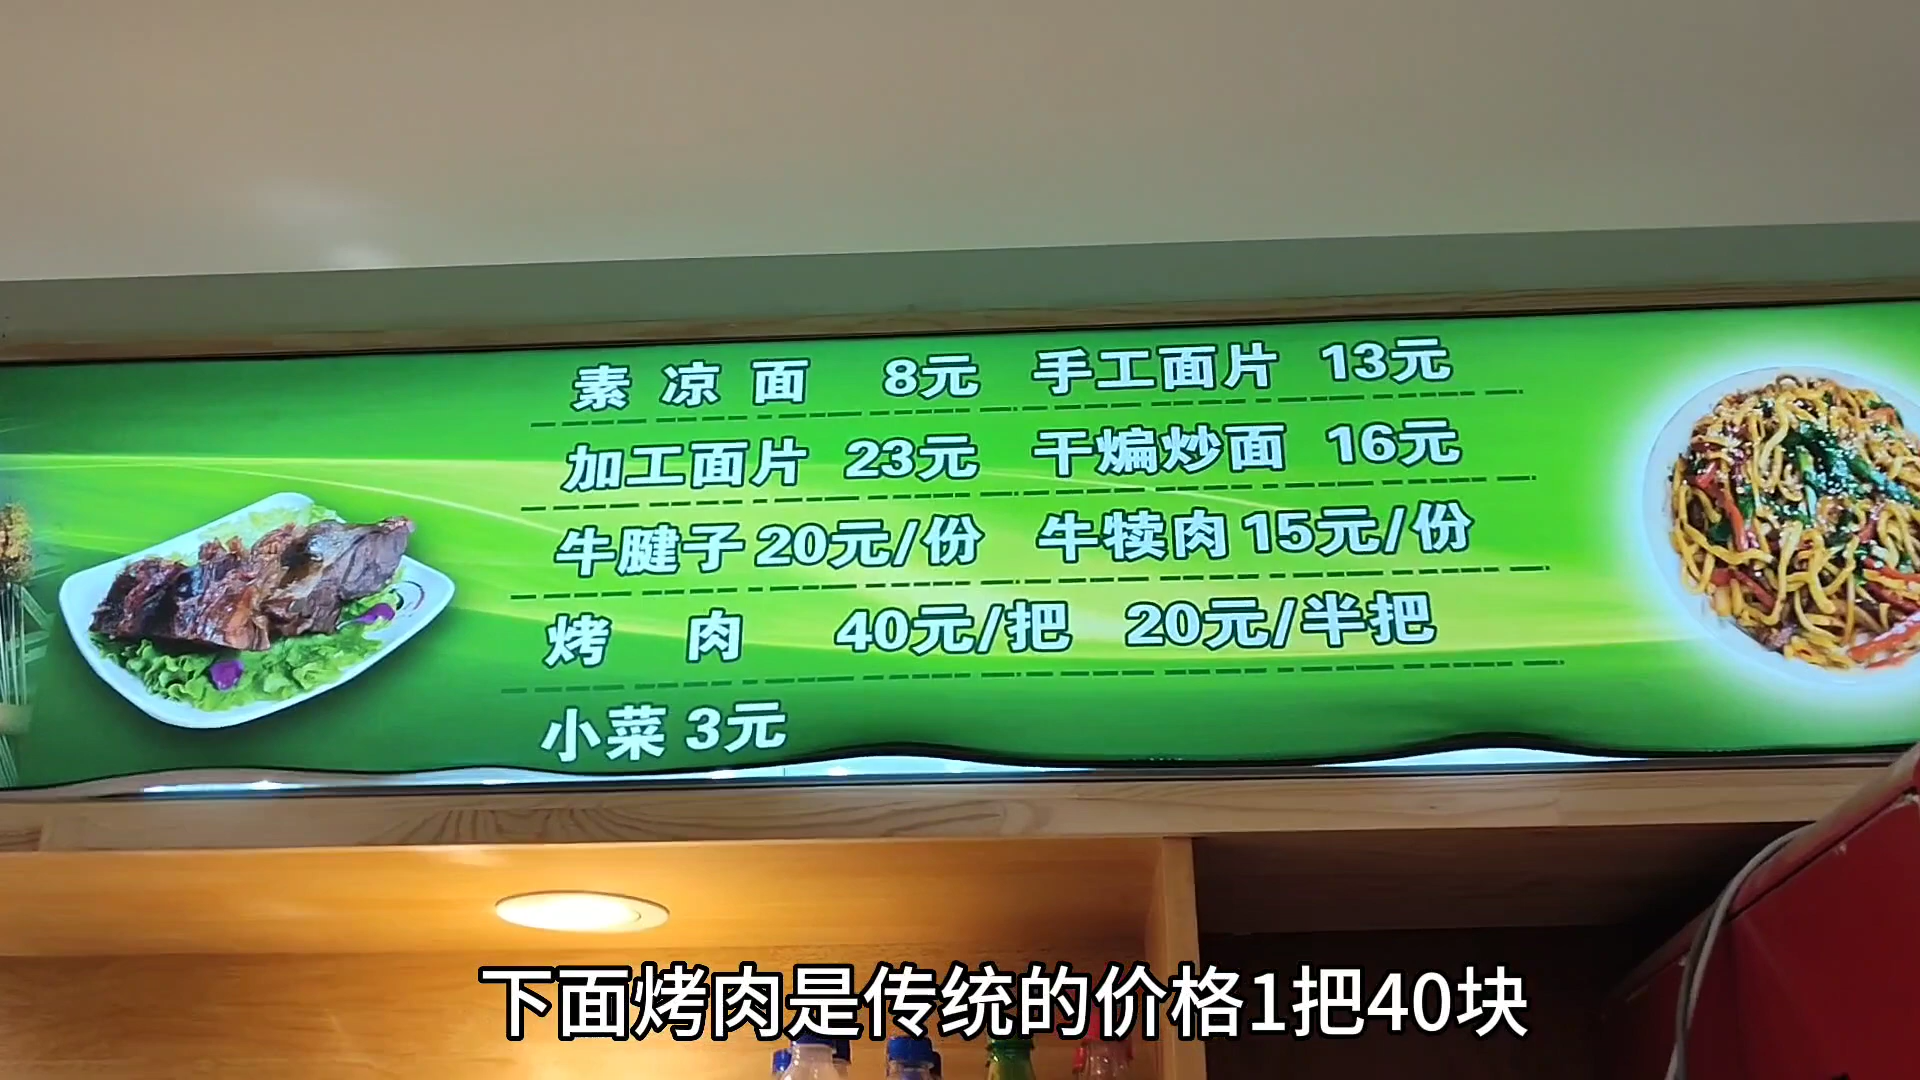 素凉面 8元 手工面片 13元
加工面片 23元 干煸炒面 16元
牛腱子 20元/份 牛犊肉 15元/份
烤肉 40元/把 20元/半把
小菜 3元
下面烤肉是传统的价格1把40块